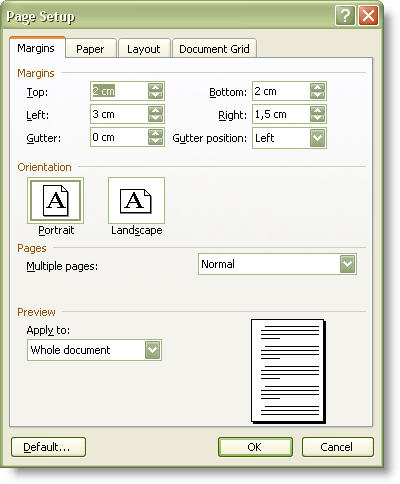 Page Setup
Margins Paper Layout Document Grid
Margins
Top: 2 cm Bottom: 2 cm
Left: 3 cm Right: 1,5 cm
Gutter: 0 cm Gutter position: Left
Orientation
A A
Portrait Landscape
Pages
Multiple pages: Normal
Preview
Apply to:
Whole document
Default... OK Cancel